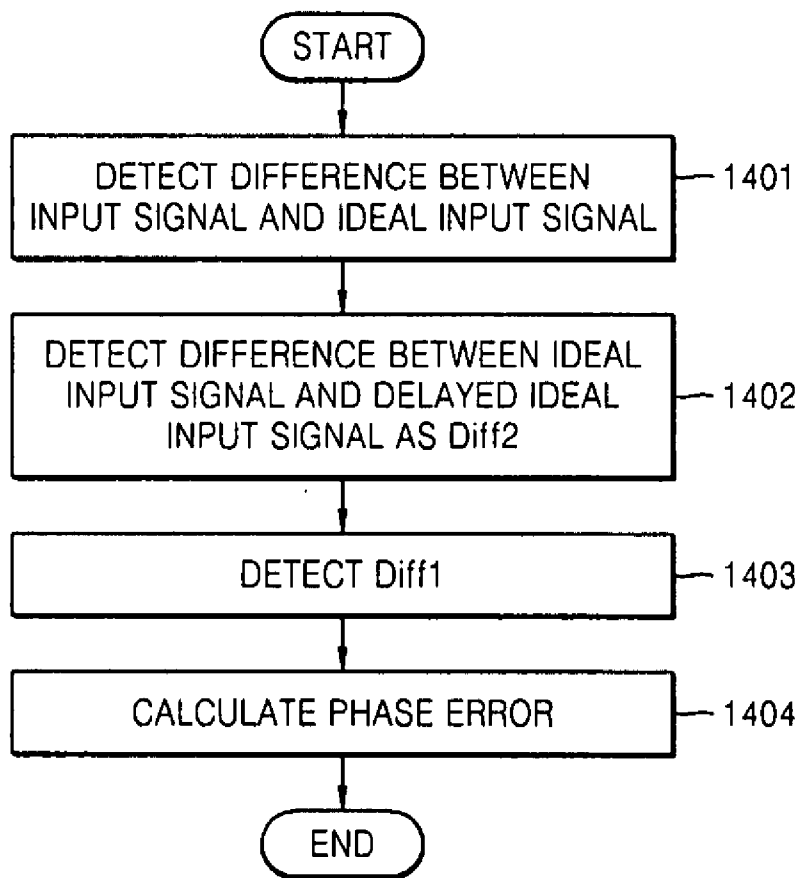 START
DETECT DIFFERENCE BETWEEN
INPUT SIGNAL AND IDEAL INPUT SIGNAL
1401
DETECT DIFFERENCE BETWEEN IDEAL
INPUT SIGNAL AND DELAYED IDEAL
INPUT SIGNAL AS Diff2
1402
DETECT Diff1
1403
CALCULATE PHASE ERROR
1404
END